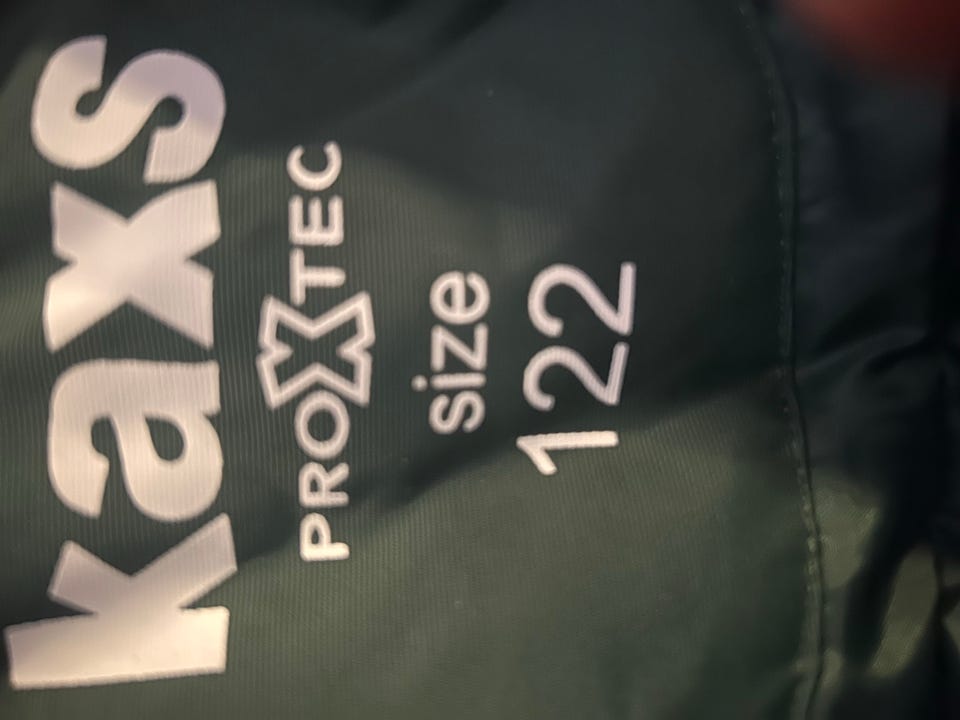 kaxs
PROXTEC
size
122